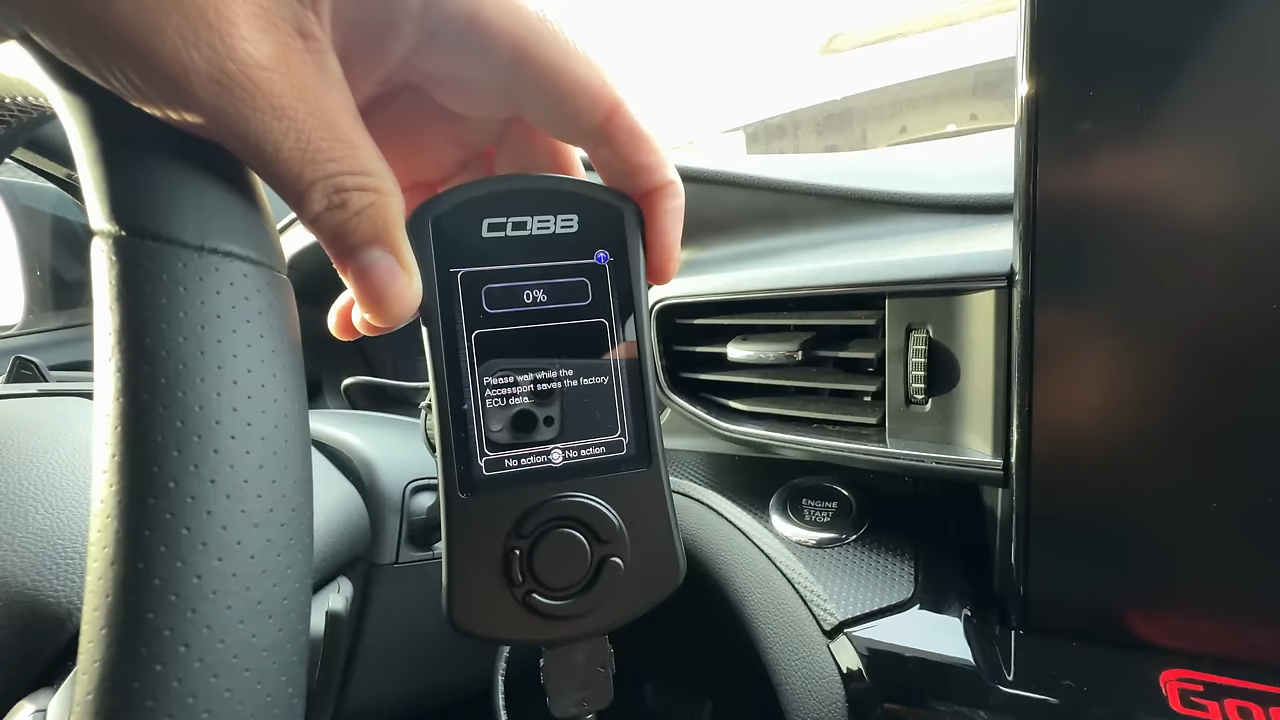 COBB
0%
Please wait while the
Accessport saves the factory
ECU data...
No action
No action
ENGINE
START
STOP